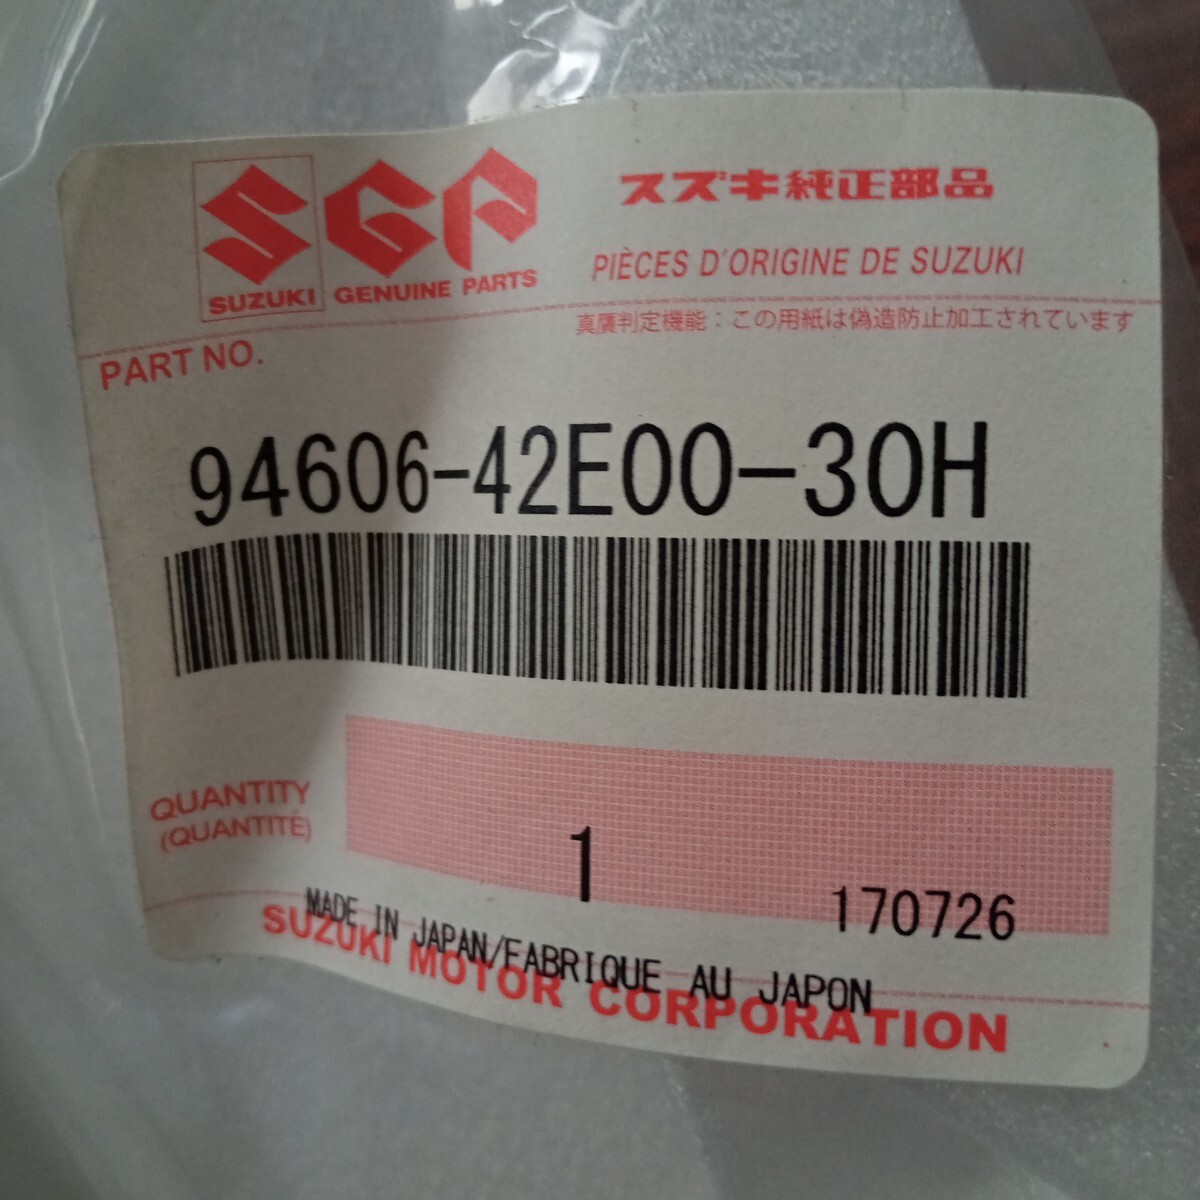 SGP
スズキ純正部品
SUZUKI GENUINE PARTS
PIÈCES D'ORIGINE DE SUZUKI
真贋判定機能：この用紙は偽造防止加工されています
PART NO.
94606-42E00-30H
QUANTITY
(QUANTITÉ)
1
170726
MADE IN JAPAN/FABRIQUE AU JAPON
SUZUKI MOTOR CORPORATION